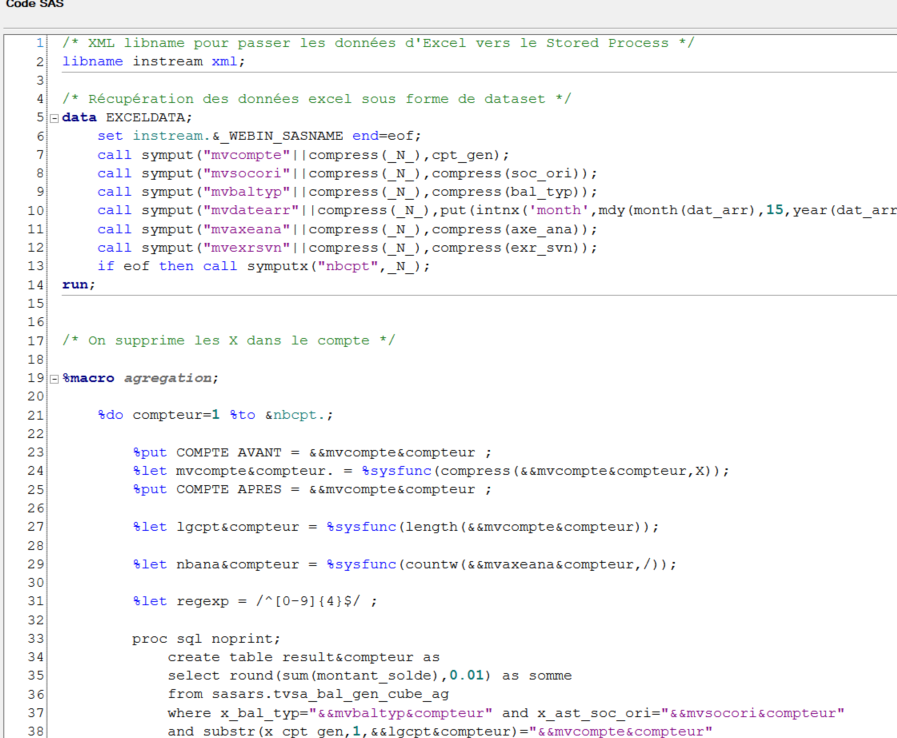 Code SAS
1 /* XML libname pour passer les données d'Excel vers le Stored Process */
2 libname instream xml;
3
4 /* Récupération des données excel sous forme de dataset */
5 data EXCELDATA;
6 set instream.&_WEBIN_SASNAME end=eof;
7 call symput("mvcompte"||compress(_N_),cpt_gen);
8 call symput("mvsocori"||compress(_N_),compress(soc_ori));
9 call symput("mvbaltyp"||compress(_N_),compress(bal_typ));
10 call symput("mvdatearr"||compress(_N_),put(intnx('month',mdy(month(dat_arr),15,year(dat_arr
11 call symput("mvaxeana"||compress(_N_),compress(axe_ana));
12 call symput("mvexrsvn"||compress(_N_),compress(exr_svn));
13 if eof then call symputx("nbcpt",_N_);
14 run;
15
16
17 /* On supprime les X dans le compte */
18
19 %macro agregation;
20
21 %do compteur=1 %to &nbcpt.;
22
23 %put COMPTE AVANT = &&mvcompte&compteur ;
24 %let mvcompte&compteur. = %sysfunc(compress(&&mvcompte&compteur,X));
25 %put COMPTE APRES = &&mvcompte&compteur ;
26
27 %let lgcpt&compteur = %sysfunc(length(&&mvcompte&compteur));
28
29 %let nbana&compteur = %sysfunc(countw(&&mvaxeana&compteur,/));
30
31 %let regexp = /^[0-9]{4}$/ ;
32
33 proc sql noprint;
34 create table result&compteur as
35 select round(sum(montant_solde),0.01) as somme
36 from sasars.tvsa_bal_gen_cube_ag
37 where x_bal_typ="&&mvbaltyp&compteur" and x_ast_soc_ori="&&mvsocori&compteur"
38 and substr(x_cpt_gen,1,&&lgcpt&compteur)="&&mvcompte&compteur"